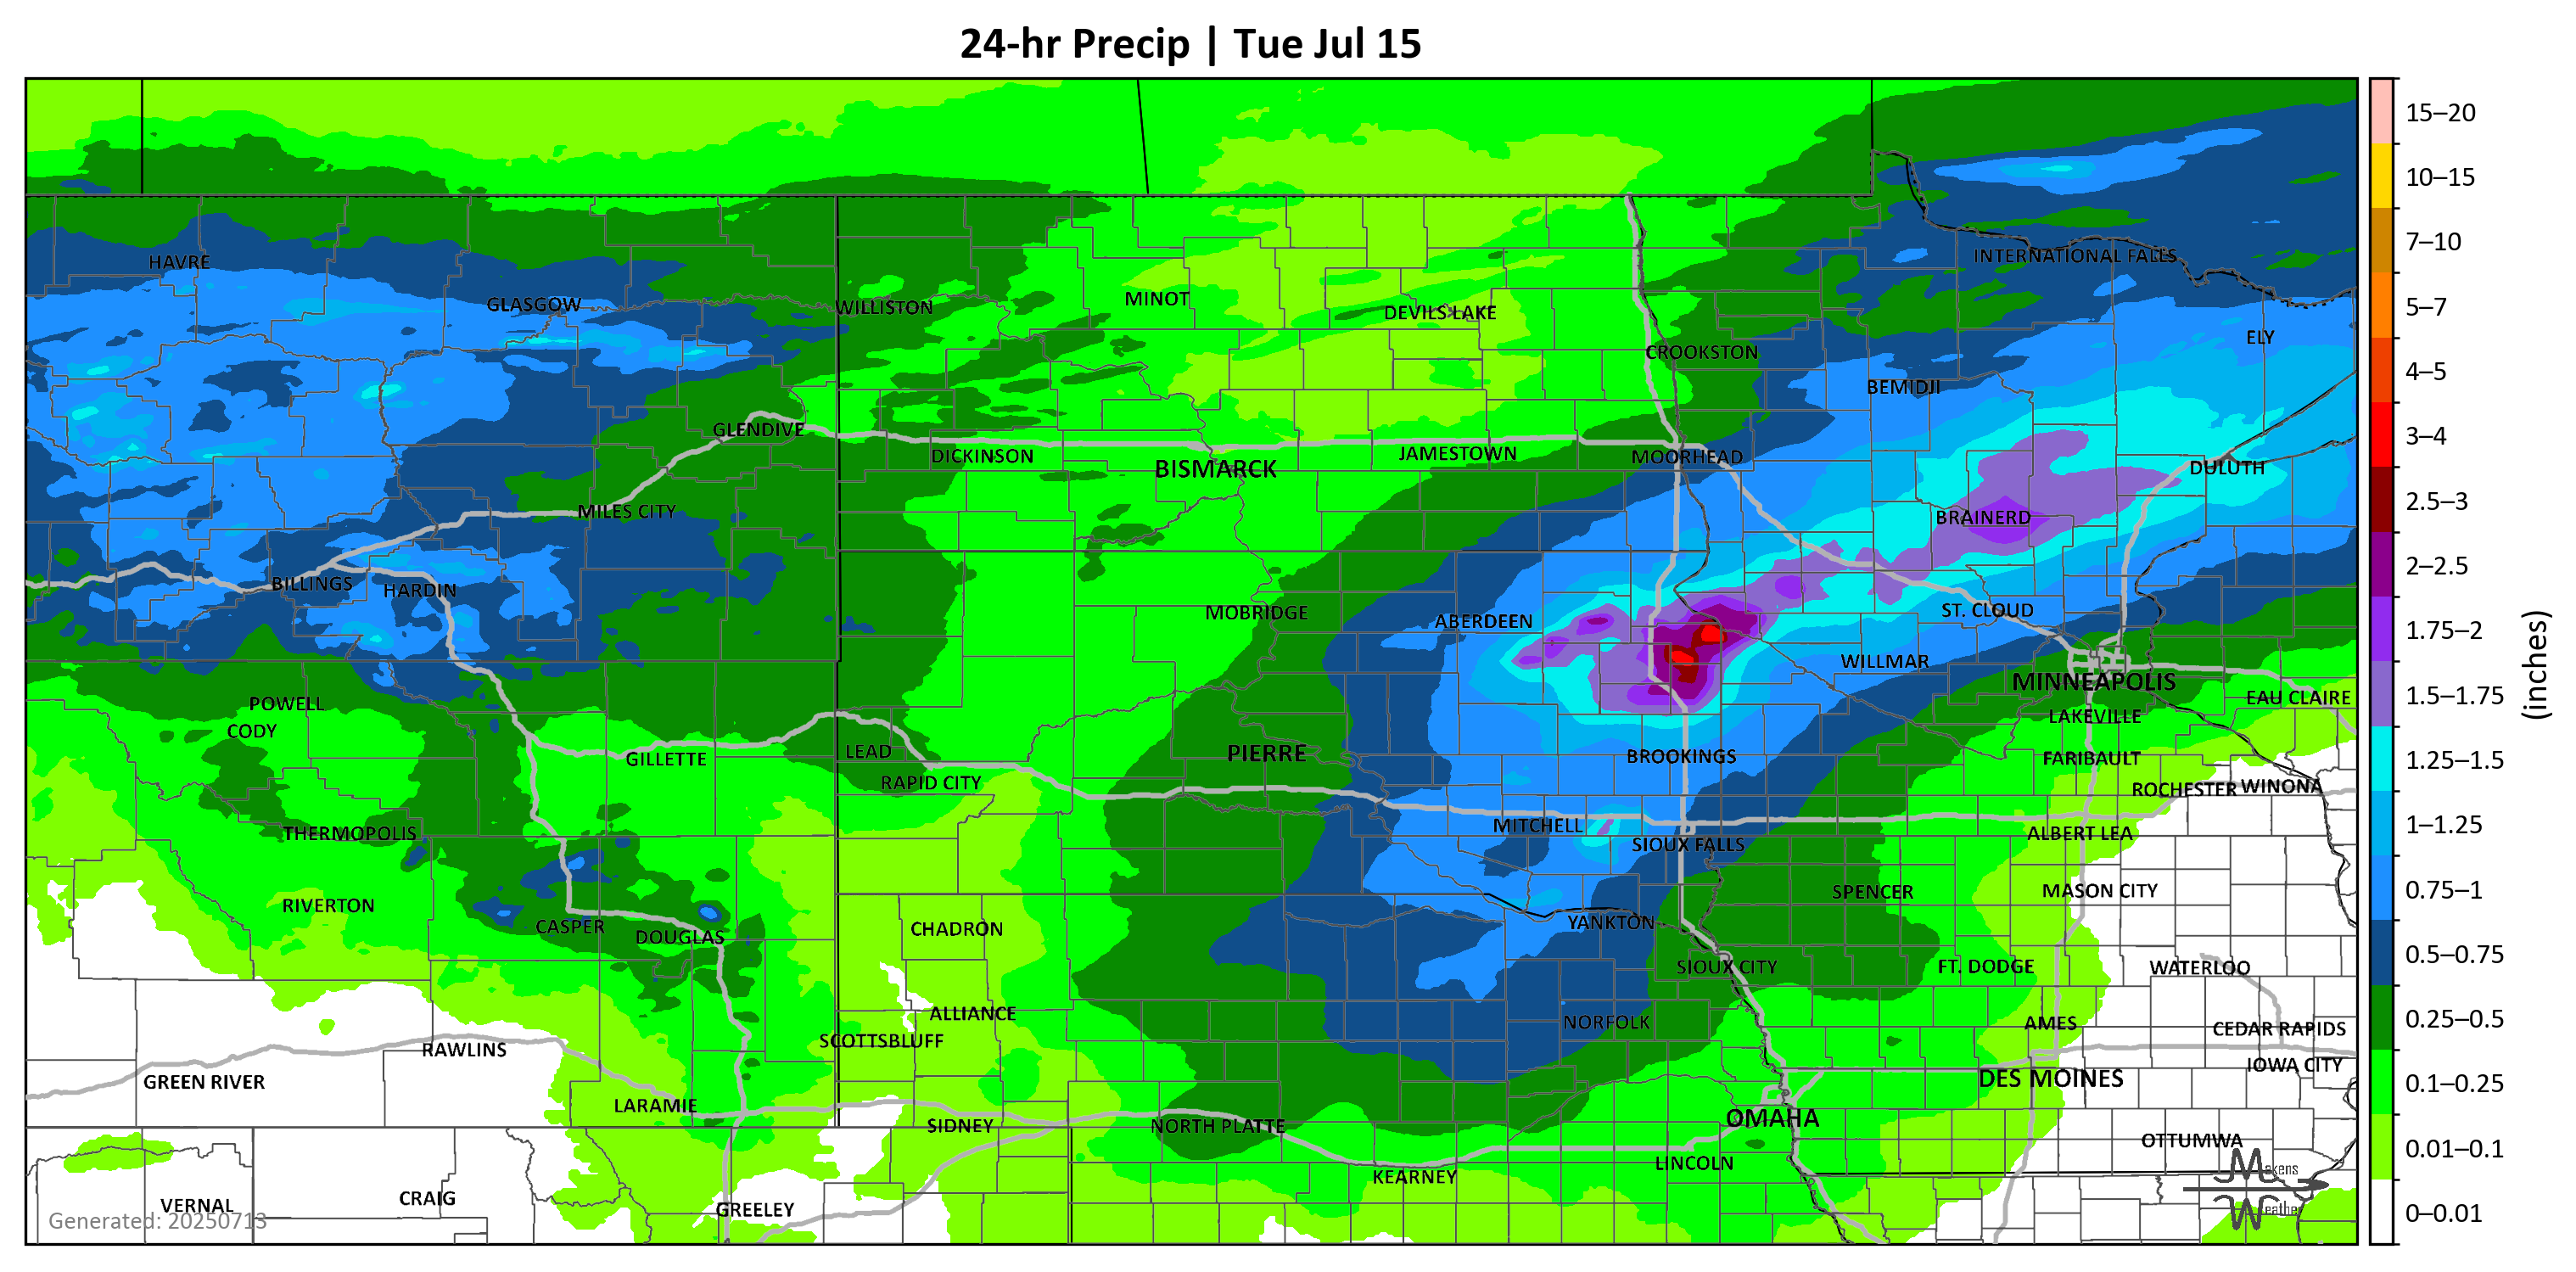 24-hr Precip | Tue Jul 15
15–20
10–15
INTERNATIONAL FALLS
7–10
HAVRE
GLASGOW
WILLISTON
MINOT
DEVILS LAKE
5–7
ELY
CROOKSTON
4–5
BEMIDJI
GLENDIVE
3–4
DICKINSON
BISMARCK
JAMESTOWN
MOORHEAD
DULUTH
MILES CITY
BRAINERD
2.5–3
2–2.5
BILLINGS
HARDIN
MOBRIDGE
ABERDEEN
ST. CLOUD
1.75–2
WILLMAR
(inches)
MINNEAPOLIS
POWELL
EAU CLAIRE
1.5–1.75
CODY
LAKEVILLE
GILLETTE
LEAD
PIERRE
BROOKINGS
FARIBAULT
1.25–1.5
RAPID CITY
ROCHESTER
WINONA
THERMOPOLIS
MITCHELL
ALBERT LEA
1–1.25
SIOUX FALLS
RIVERTON
SPENCER
MASON CITY
0.75–1
CASPER
DOUGLAS
CHADRON
YANKTON
0.5–0.75
SIOUX CITY
FT. DODGE
WATERLOO
ALLIANCE
NORFOLK
AMES
CEDAR RAPIDS
0.25–0.5
RAWLINS
SCOTTSBLUFF
IOWA CITY
GREEN RIVER
DES MOINES
0.1–0.25
LARAMIE
SIDNEY
NORTH PLATTE
OMAHA
OTTUMWA
0.01–0.1
KEARNEY
LINCOLN
Makens
Weather
VERNAL
CRAIG
GREELEY
Generated: 20250713
0–0.01